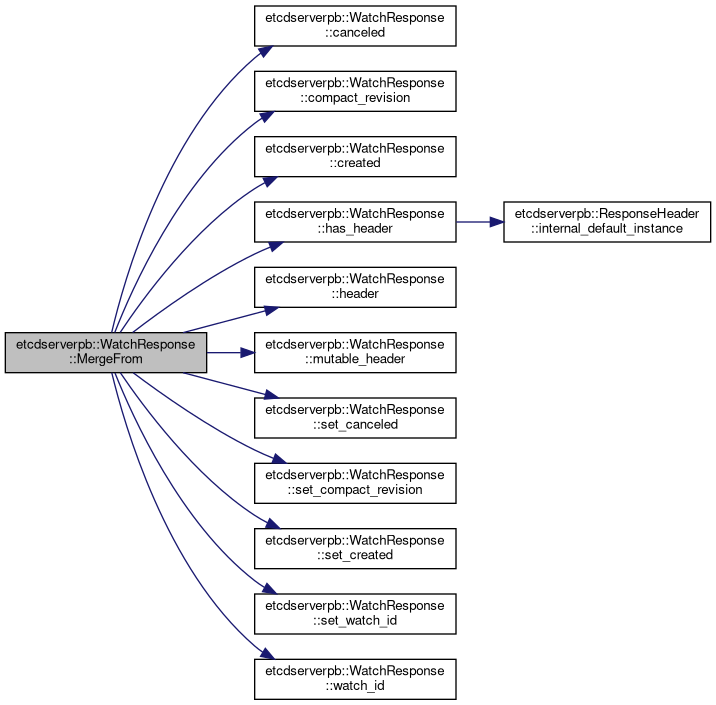 etcdserverpb::WatchResponse
::canceled
etcdserverpb::WatchResponse
::compact_revision
etcdserverpb::WatchResponse
::created
etcdserverpb::WatchResponse
::has_header
etcdserverpb::ResponseHeader
::internal_default_instance
etcdserverpb::WatchResponse
::header
etcdserverpb::WatchResponse
::MergeFrom
etcdserverpb::WatchResponse
::mutable_header
etcdserverpb::WatchResponse
::set_canceled
etcdserverpb::WatchResponse
::set_compact_revision
etcdserverpb::WatchResponse
::set_created
etcdserverpb::WatchResponse
::set_watch_id
etcdserverpb::WatchResponse
::watch_id